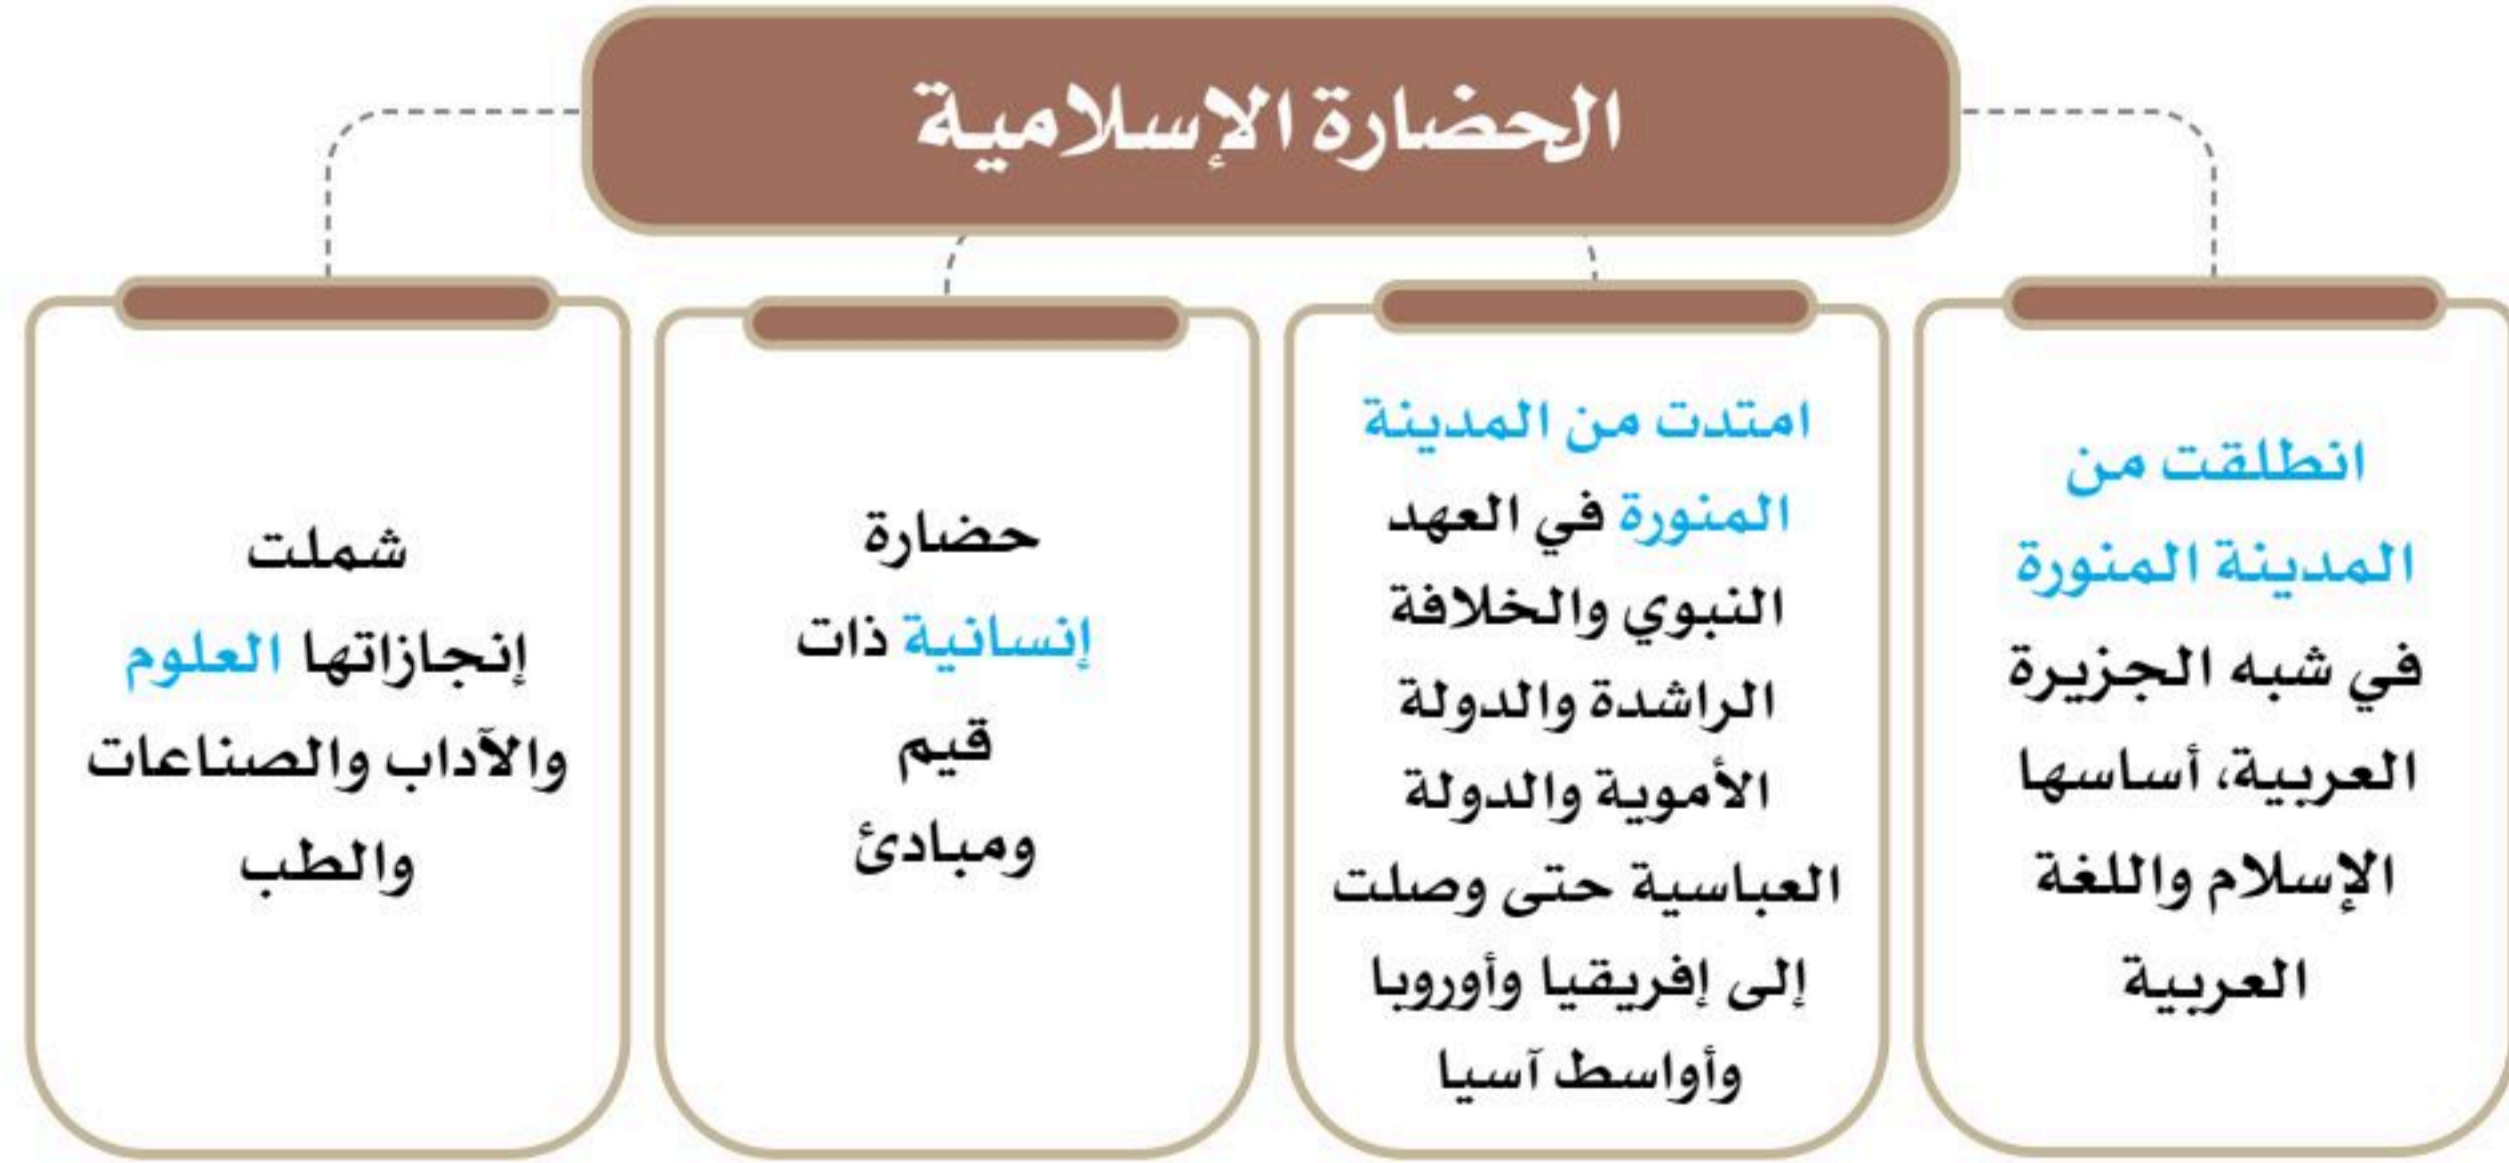 الحضارة الإسلامية
انطلقت من
المدينة المنورة
في شبه الجزيرة
العربية، أساسها
الإسلام واللغة
العربية
امتدت من المدينة
المنورة في العهد
النبوي والخلافة
الراشدة والدولة
الأموية والدولة
العباسية حتى وصلت
إلى إفريقيا وأوروبا
وأواسط آسيا
حضارة
إنسانية ذات
قيم
ومبادئ
شملت
إنجازاتها العلوم
والآداب والصناعات
والطب